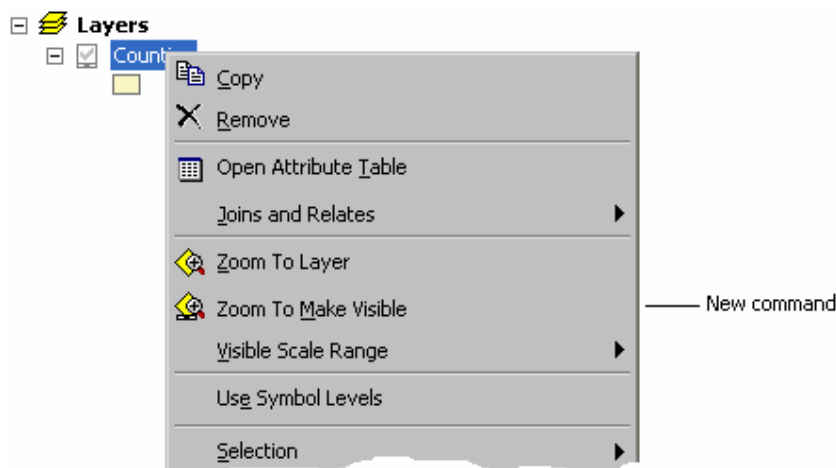 Layers
Copy
Remove
Open Attribute Table
Joins and Relates
Zoom To Layer
Zoom To Make Visible
New command
Visible Scale Range
Use Symbol Levels
Selection